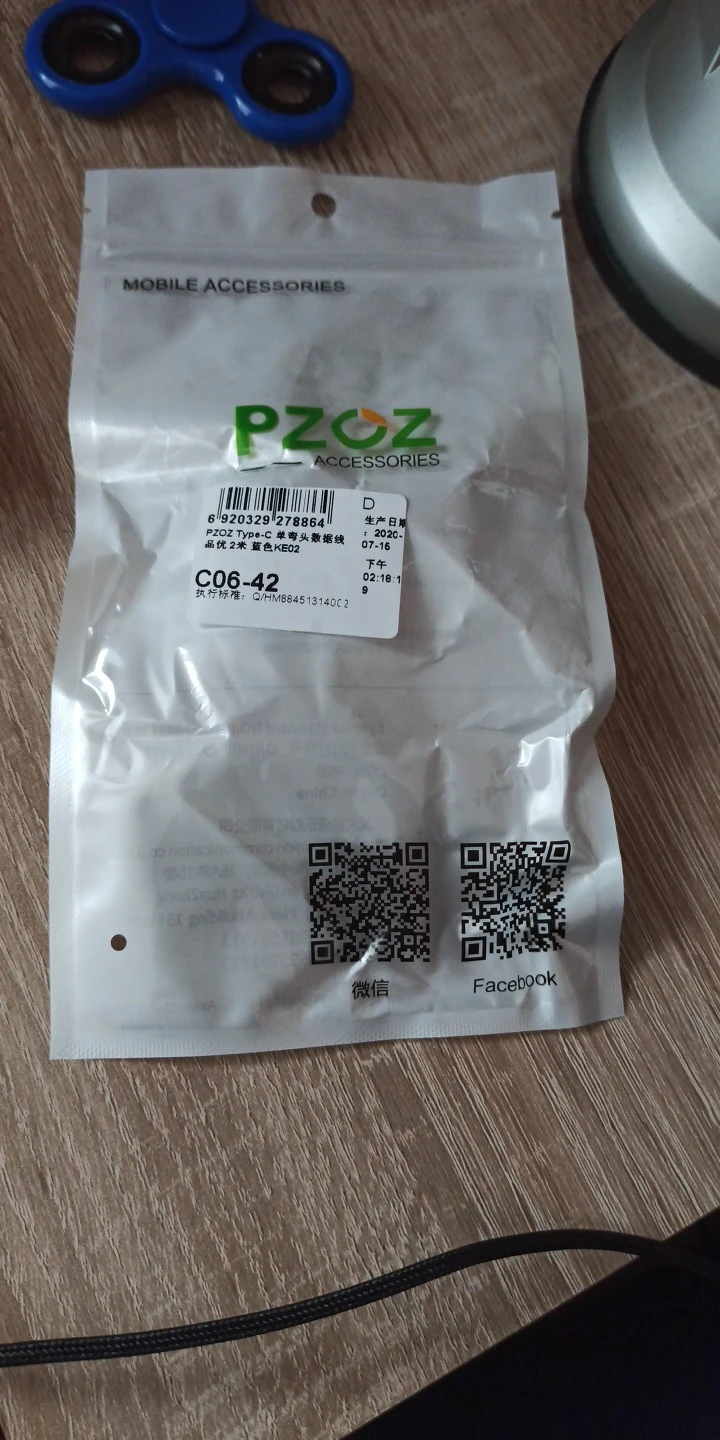 MOBILE ACCESSORIES
PZOZ
ACCESSORIES
6 920329 278864
PZOZ Type-C 单弯头数据线
品优 2米 蓝色KE02
C06-42
执行标准: Q/HM88451314002
D
生产日期
: 2020-
07-16
下午
02:18:1
9
微信
Facebook